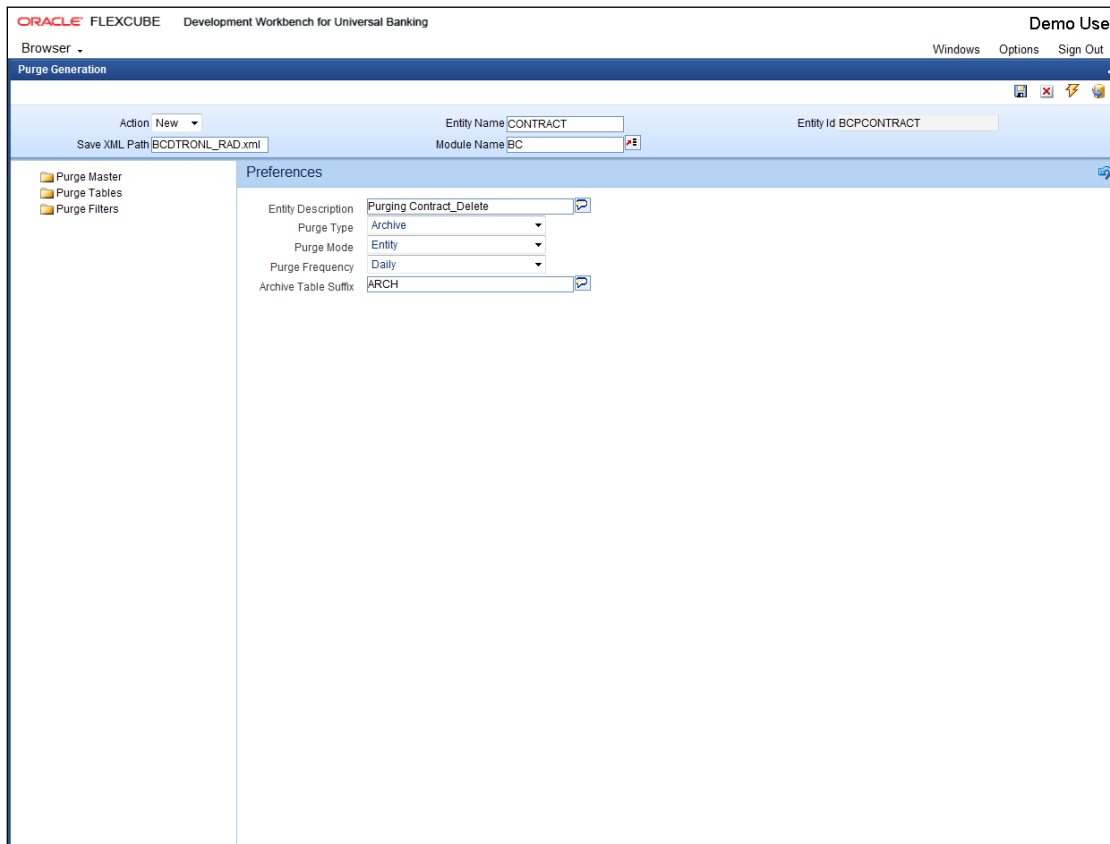 ORACLE FLEXCUBE Development Workbench for Universal Banking Demo Use
Browser Windows Options Sign Out
Purge Generation
Action New Entity Name CONTRACT Entity Id BCPCONTRACT
Save XML Path BCDTRONL_RAD.xml Module Name BC
Purge Master
Purge Tables
Purge Filters
Preferences
Entity Description Purging Contract_Delete
Purge Type Archive
Purge Mode Entity
Purge Frequency Daily
Archive Table Suffix ARCH